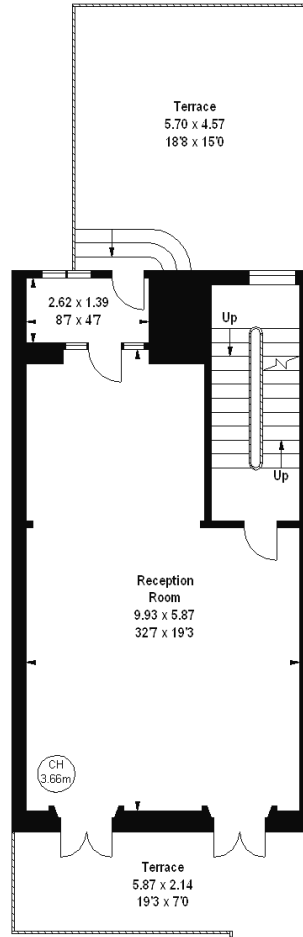 Terrace
5.70 x 4.57
18'8 x 15'0
2.62 x 1.39
8'7 x 4'7
Up
Up
Reception
Room
9.93 x 5.87
32'7 x 19'3
CH
3.66m
Terrace
5.87 x 2.14
19'3 x 7'0